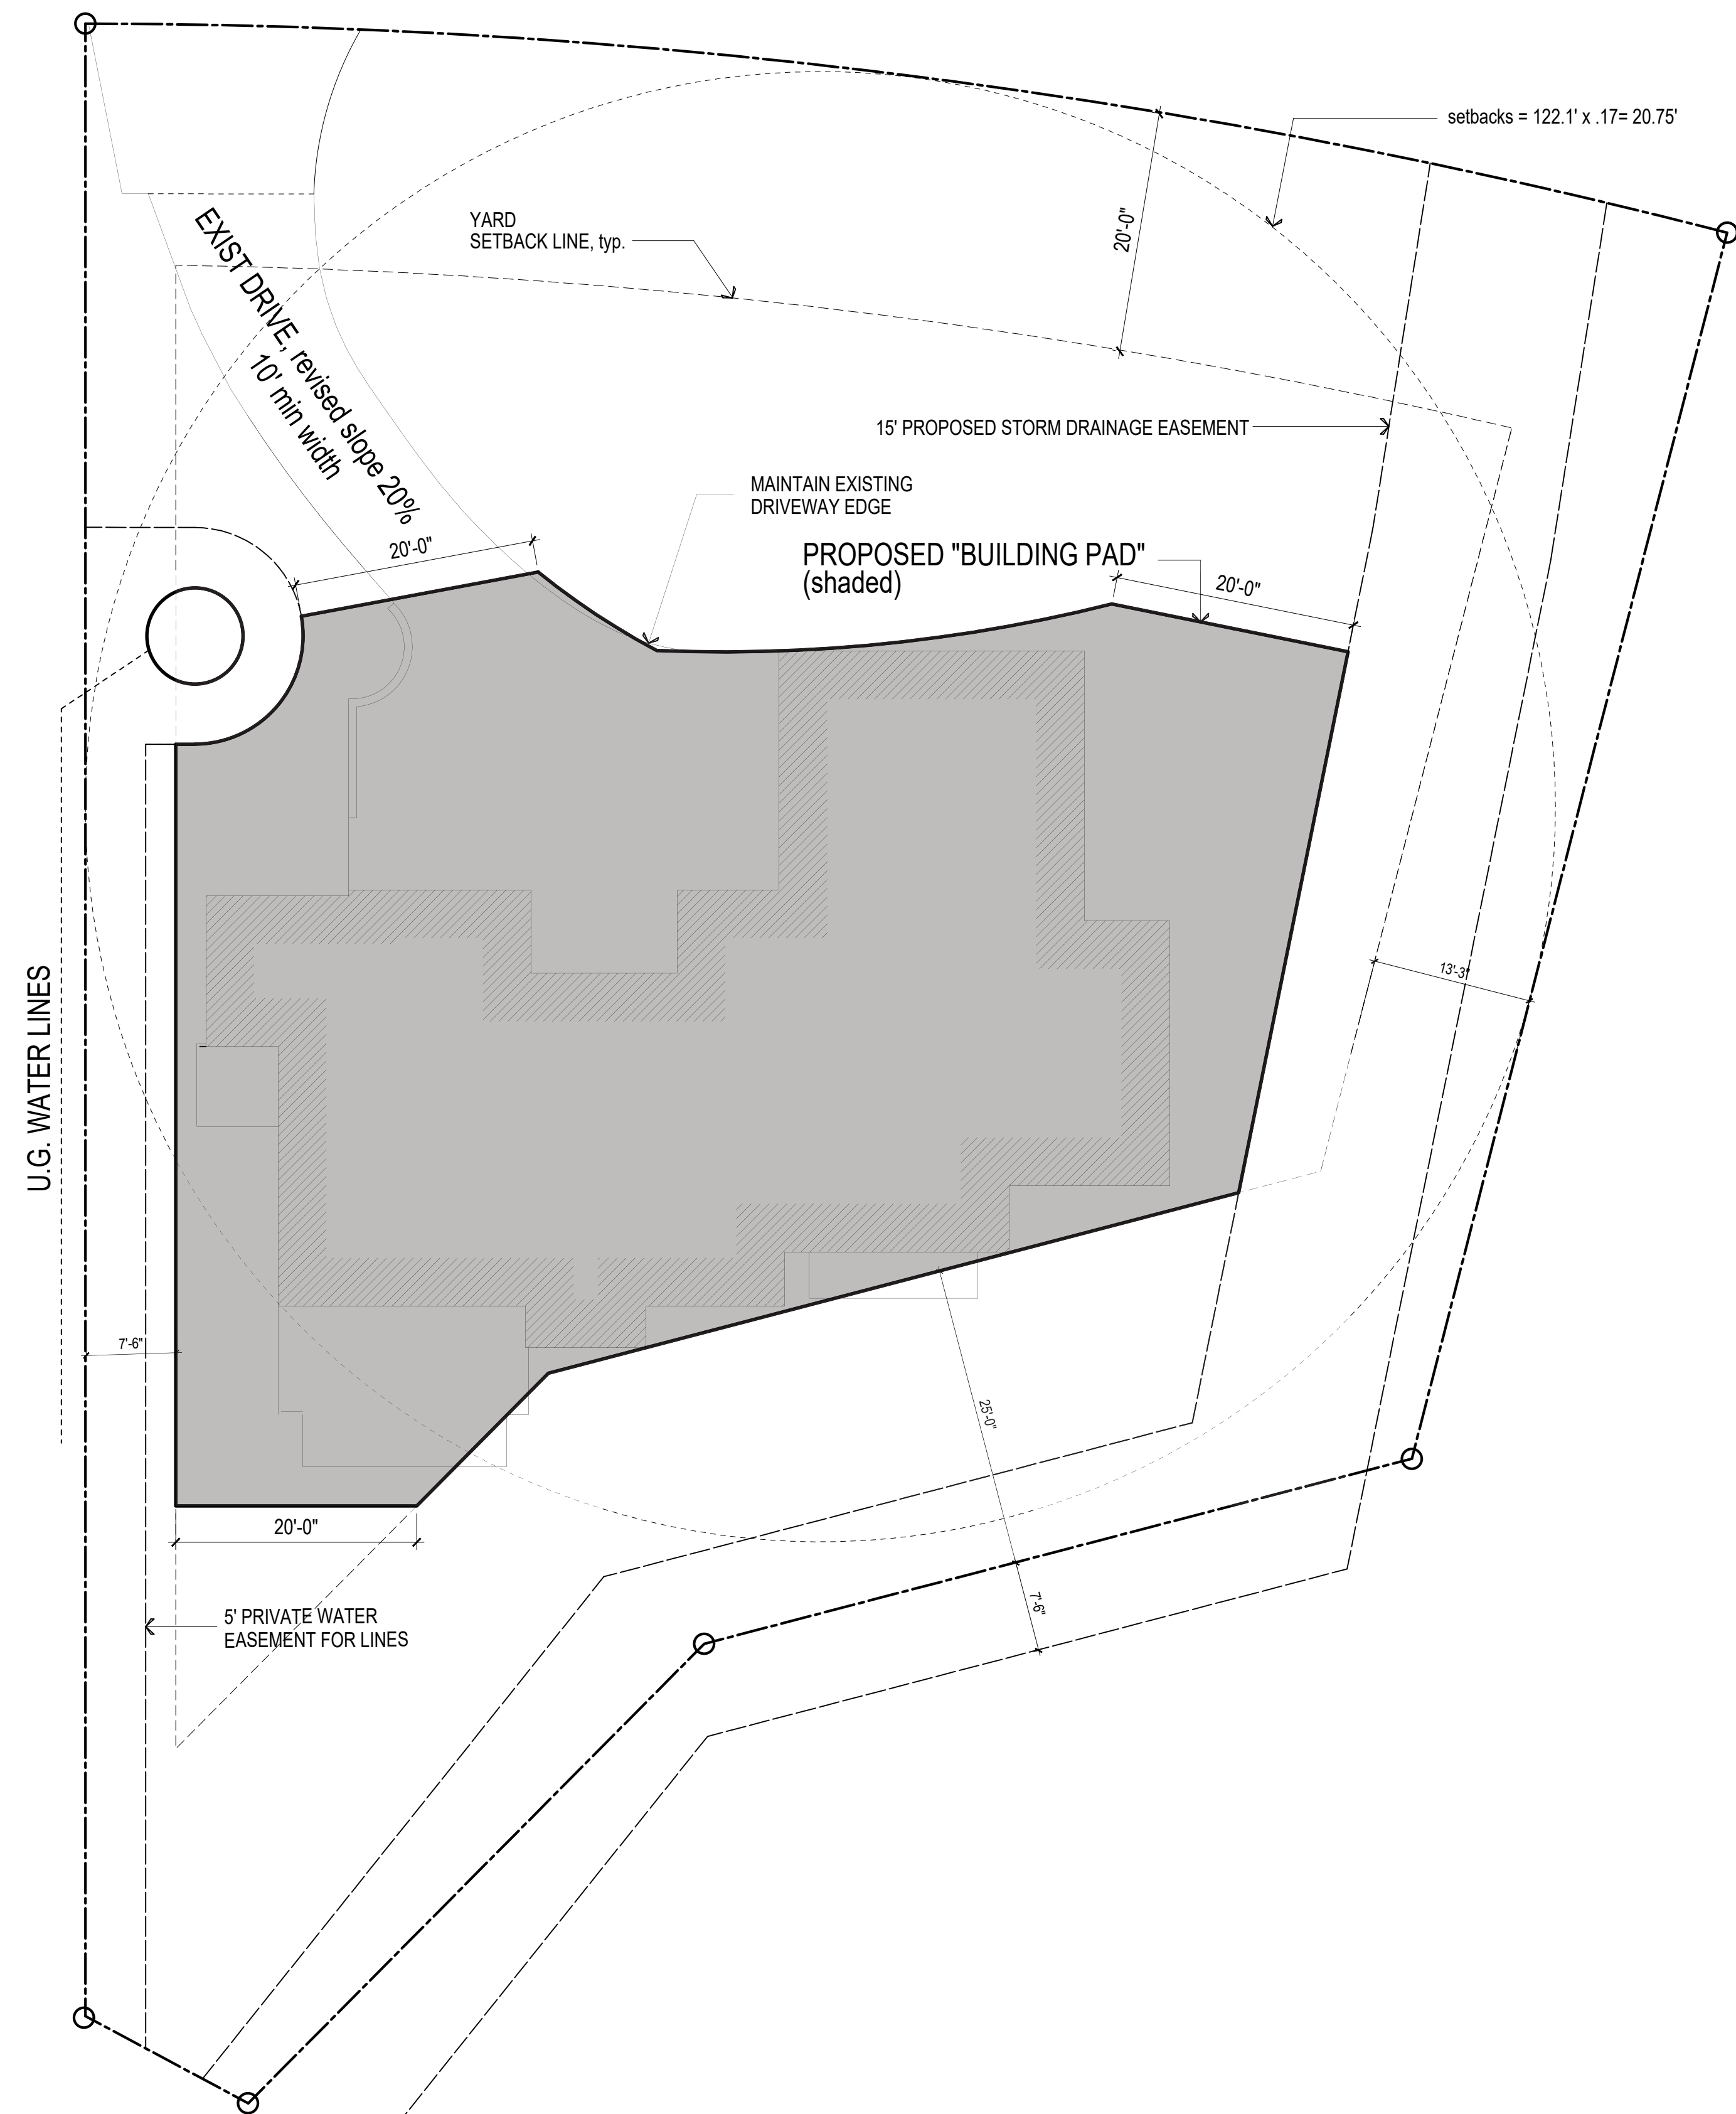 setbacks = 122.1' x .17= 20.75'
YARD
SETBACK LINE, typ.
20'-0"
EXIST DRIVE, revised slope 20%
10' min width
15' PROPOSED STORM DRAINAGE EASEMENT
MAINTAIN EXISTING
DRIVEWAY EDGE
20'-0"
PROPOSED "BUILDING PAD"
(shaded)
20'-0"
13'-3"
U.G. WATER LINES
7'-6"
25'-0"
20'-0"
7'-6"
5' PRIVATE WATER
EASEMENT FOR LINES